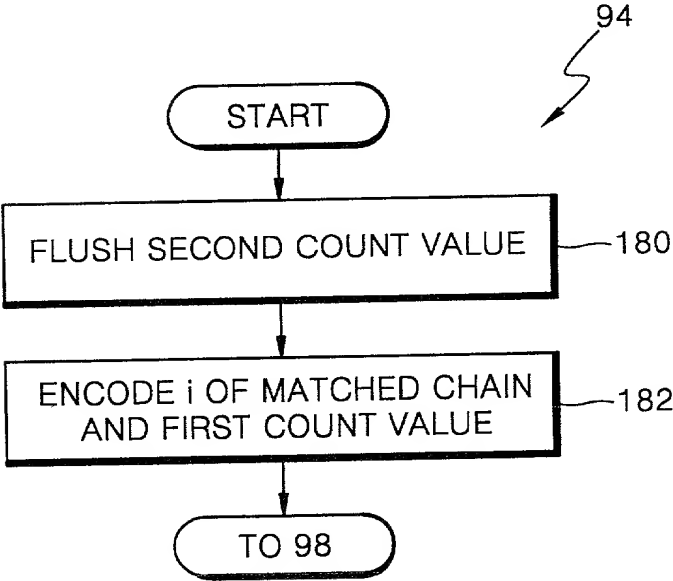 94
START
FLUSH SECOND COUNT VALUE
180
ENCODE i OF MATCHED CHAIN
AND FIRST COUNT VALUE
182
TO 98